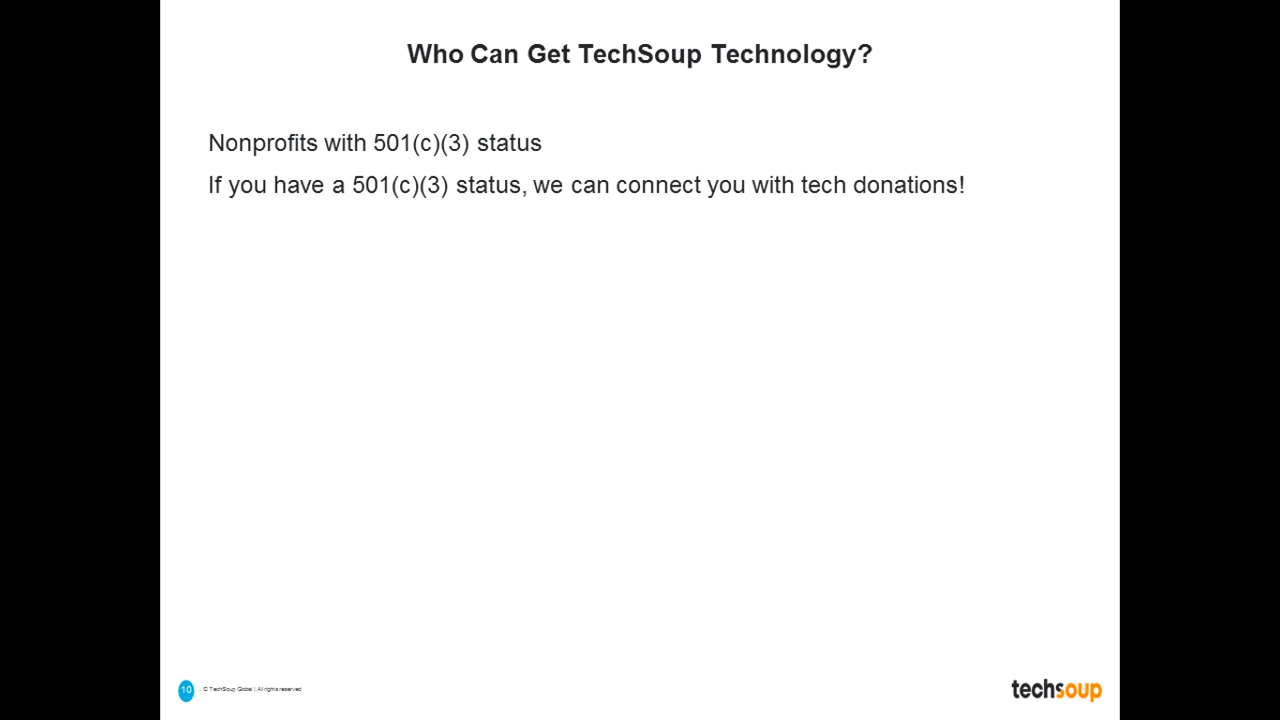 Who Can Get TechSoup Technology?
Nonprofits with 501(c)(3) status
If you have a 501(c)(3) status, we can connect you with tech donations!
10 . © TechSoup Global | All rights reserved
techsoup